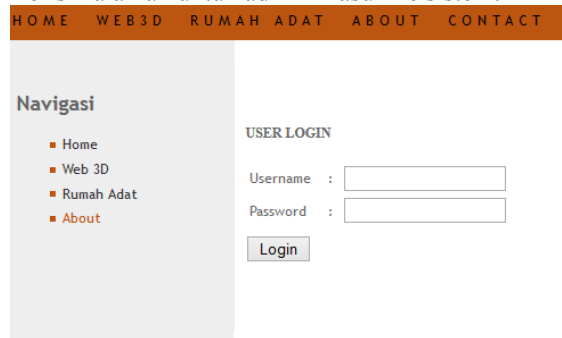 HOME WEB3D RUMAH ADAT ABOUT CONTACT
Navigasi
Home
Web 3D
Rumah Adat
About
USER LOGIN
Username :
Password :
Login